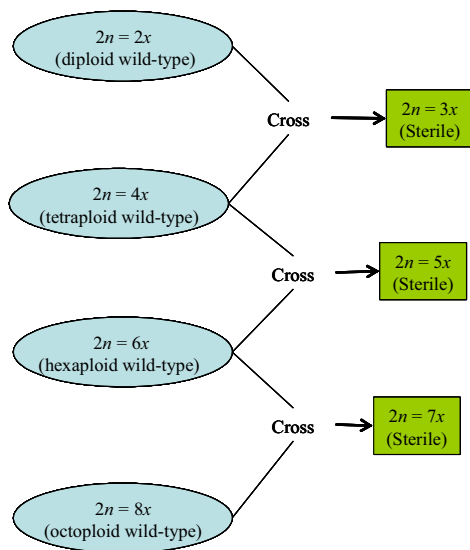 2n = 2x
(diploid wild-type)
Cross
2n = 3x
(Sterile)
2n = 4x
(tetraploid wild-type)
Cross
2n = 5x
(Sterile)
2n = 6x
(hexaploid wild-type)
Cross
2n = 7x
(Sterile)
2n = 8x
(octoploid wild-type)